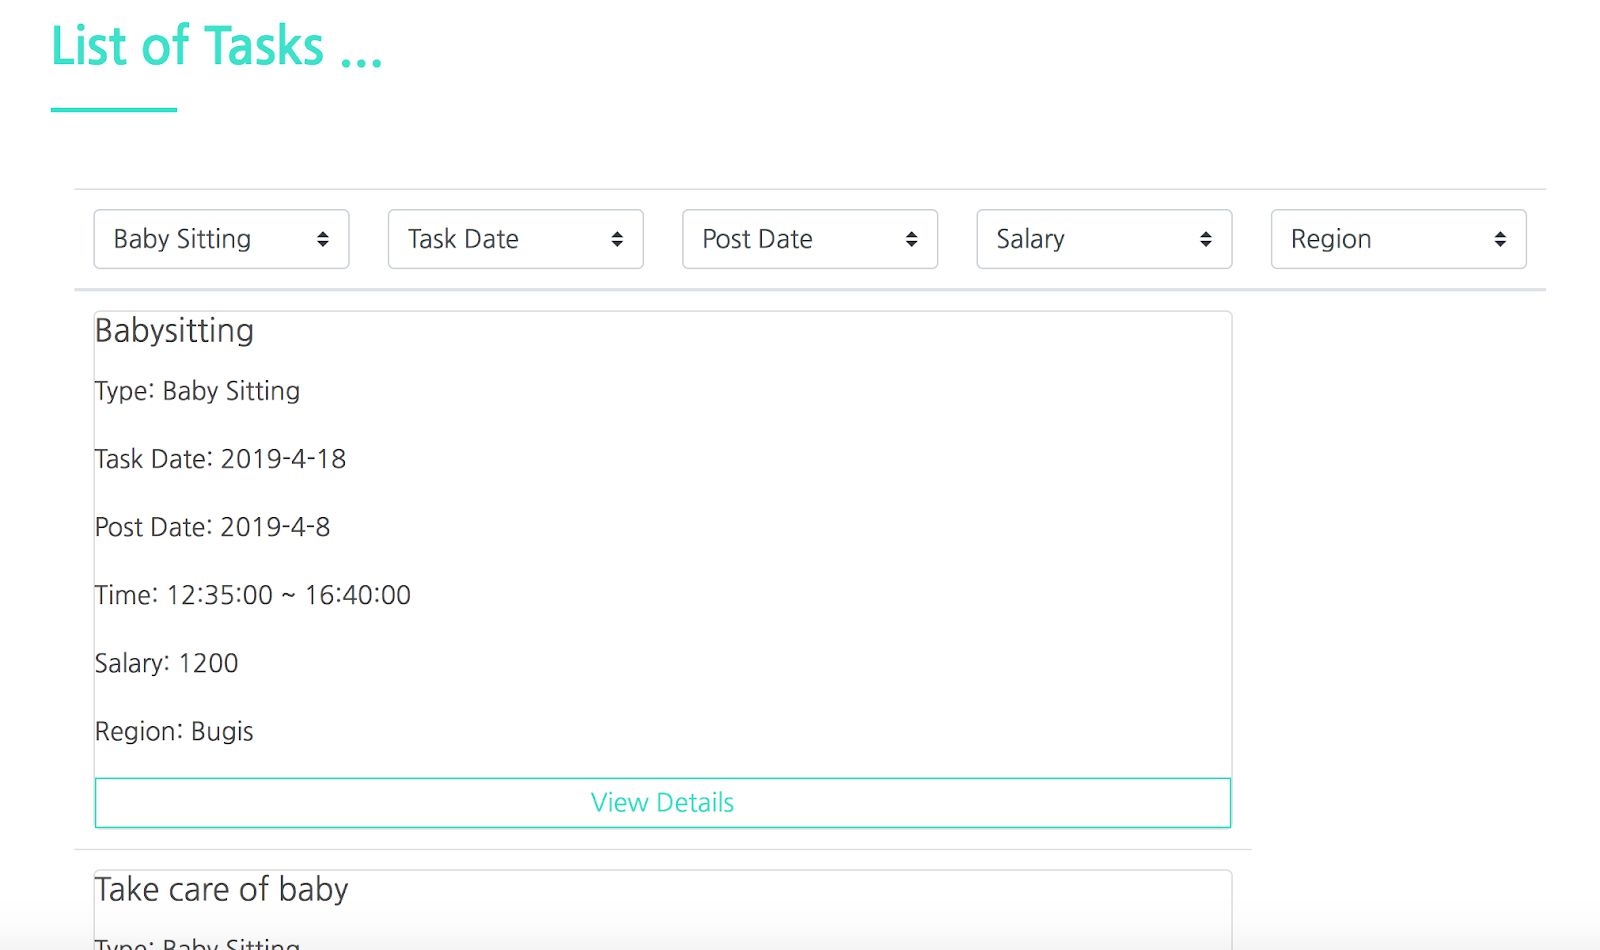 List of Tasks ...
Baby Sitting Task Date Post Date Salary Region
Babysitting
Type: Baby Sitting
Task Date: 2019-4-18
Post Date: 2019-4-8
Time: 12:35:00 ~ 16:40:00
Salary: 1200
Region: Bugis
View Details
Take care of baby
Type: Baby Sitting